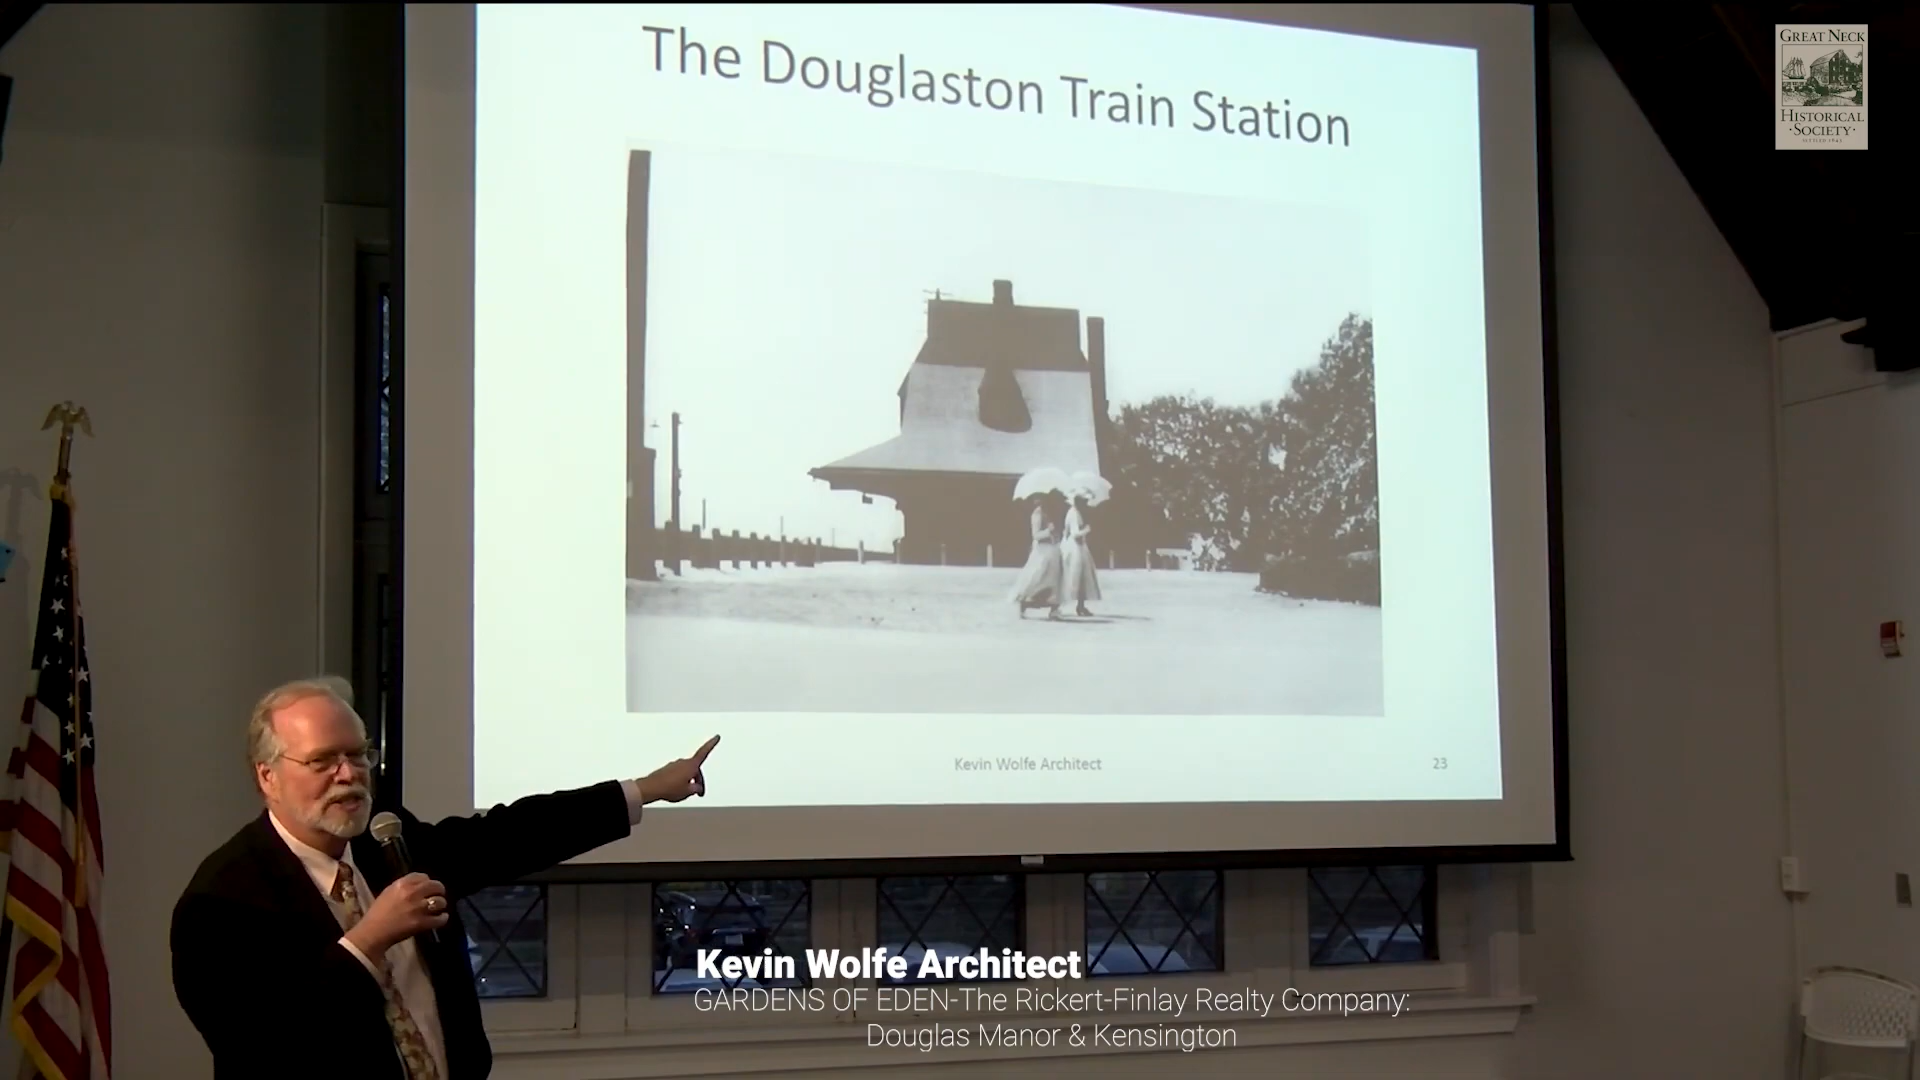 The Douglaston Train Station
GREAT NECK
HISTORICAL
·SOCIETY·
Kevin Wolfe Architect
23
Kevin Wolfe Architect
GARDENS OF EDEN-The Rickert-Finlay Realty Company:
Douglas Manor & Kensington